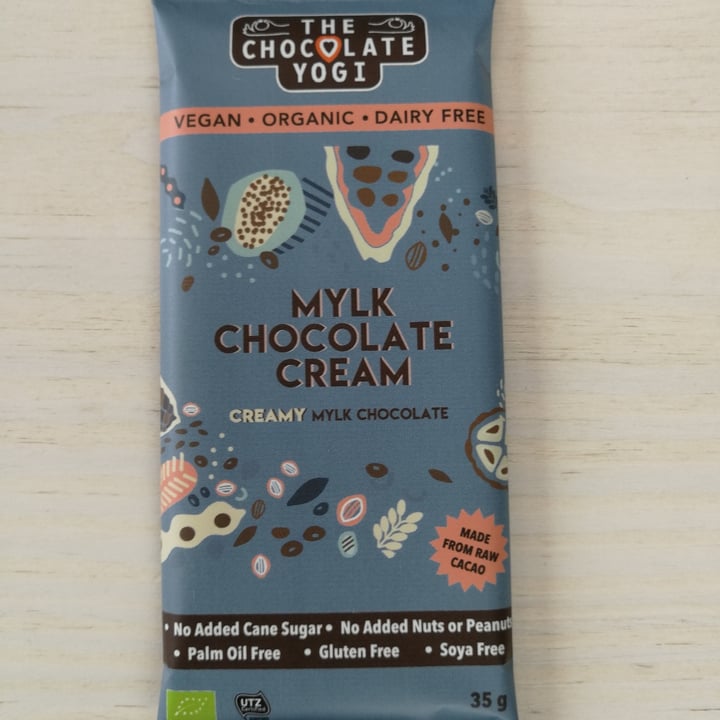 THE
CHOCOLATE
YOGI
VEGAN • ORGANIC • DAIRY FREE
MYLK
CHOCOLATE
CREAM
CREAMY MYLK CHOCOLATE
MADE
FROM RAW
CACAO
• No Added Cane Sugar • No Added Nuts or Peanuts
• Palm Oil Free • Gluten Free • Soya Free
UTZ
Certified
35 g